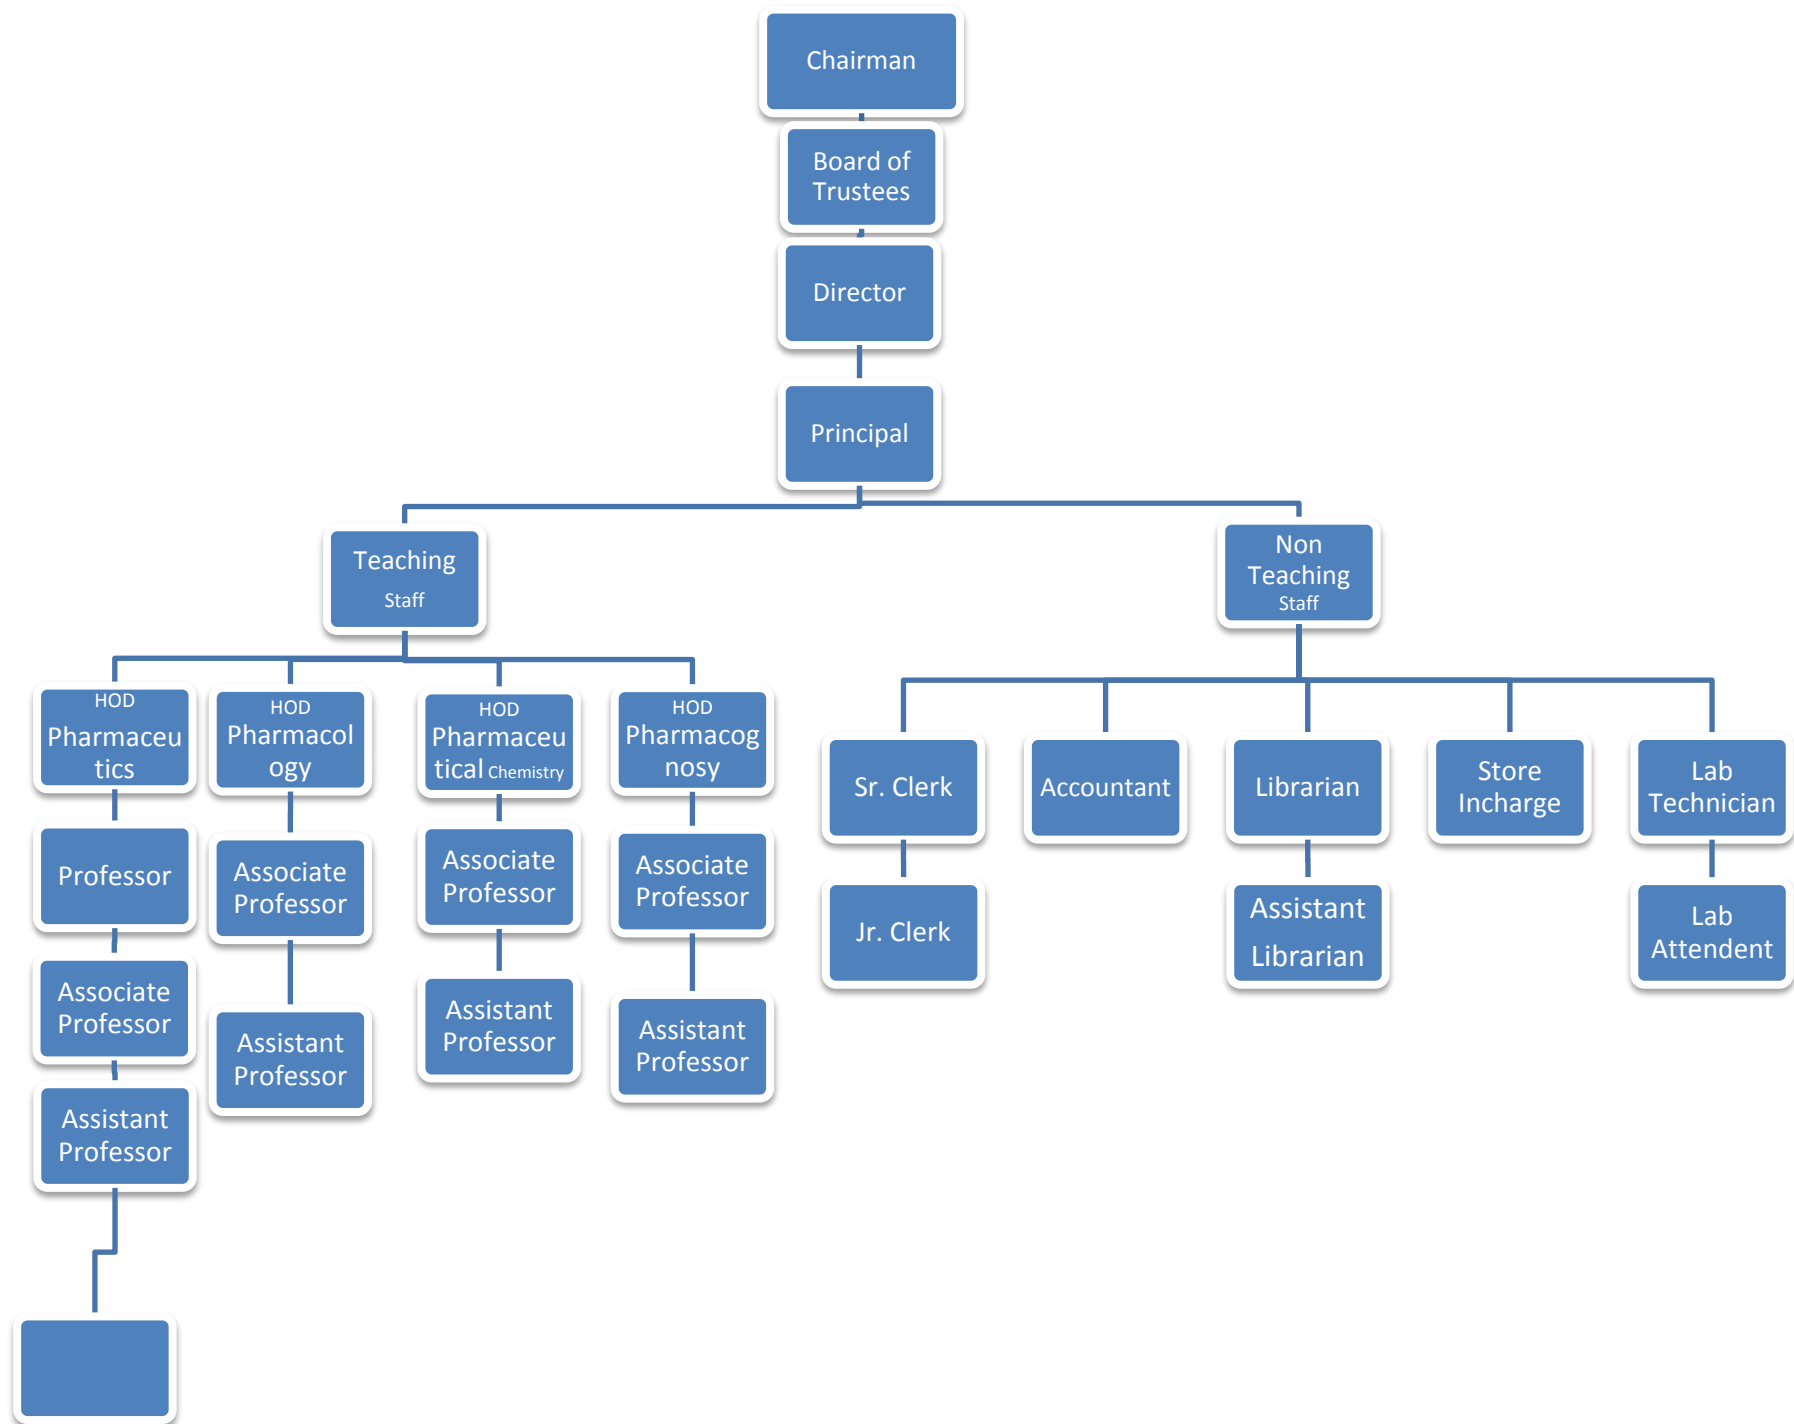 Chairman
Board of
Trustees
Director
Principal
Teaching
Staff
Non
Teaching
Staff
HOD
Pharmaceu
tics
HOD
Pharmacol
ogy
HOD
Pharmaceu
tical Chemistry
HOD
Pharmacog
nosy
Sr. Clerk
Accountant
Librarian
Store
Incharge
Lab
Technician
Professor
Associate
Professor
Associate
Professor
Associate
Professor
Jr. Clerk
Assistant
Librarian
Lab
Attendent
Associate
Professor
Assistant
Professor
Assistant
Professor
Assistant
Professor
Assistant
Professor